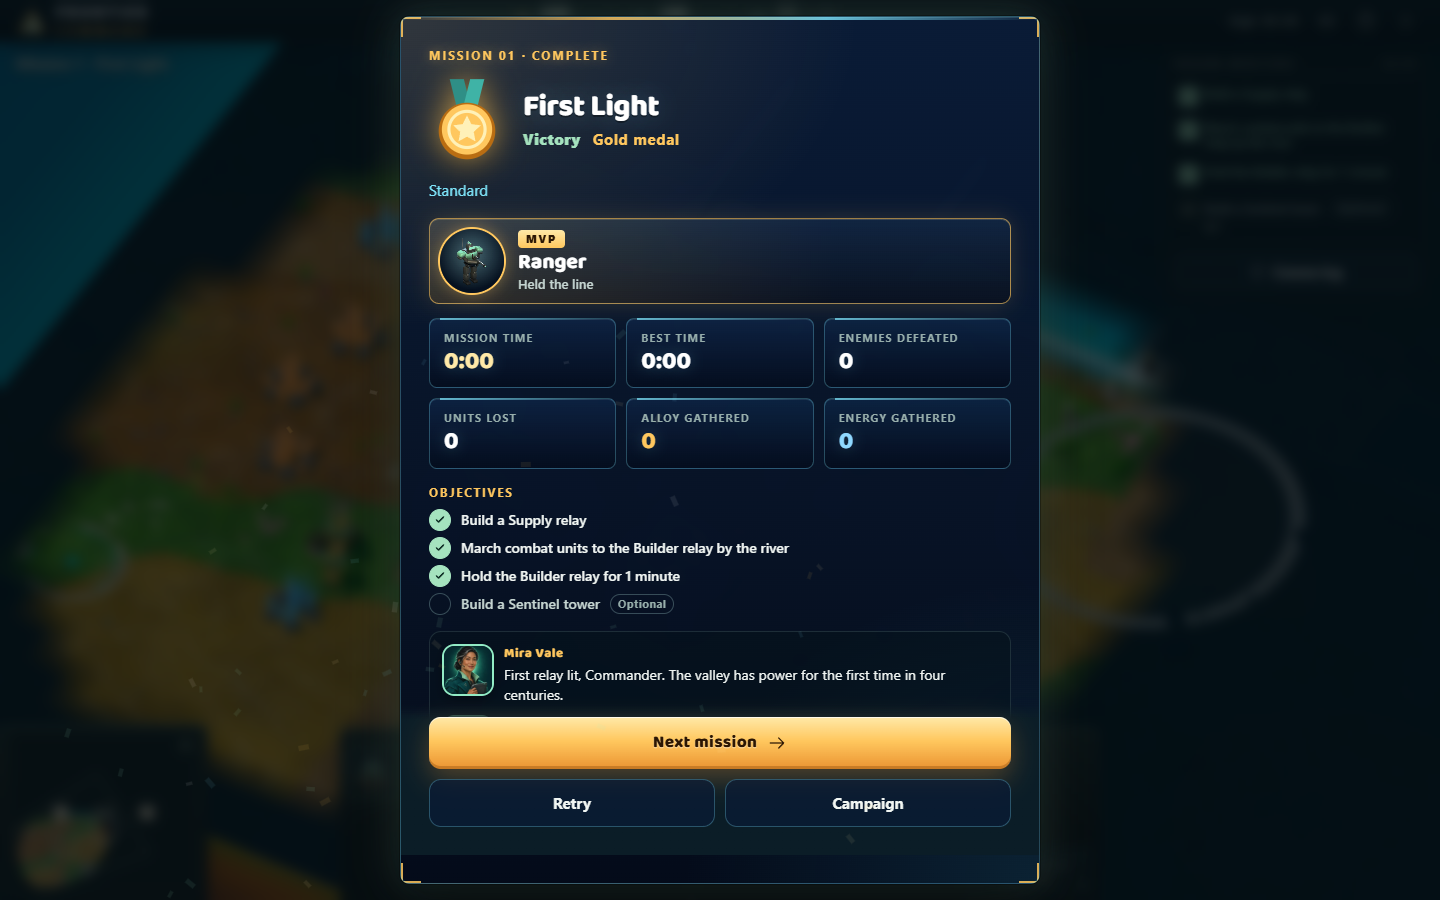 MISSION 01 · COMPLETE
First Light
Victory Gold medal
Standard
MVP
Ranger
Held the line
MISSION TIME
0:00
BEST TIME
0:00
ENEMIES DEFEATED
0
UNITS LOST
0
ALLOY GATHERED
0
ENERGY GATHERED
0
OBJECTIVES
Build a Supply relay
March combat units to the Builder relay by the river
Hold the Builder relay for 1 minute
Build a Sentinel tower Optional
Mira Vale
First relay lit, Commander. The valley has power for the first time in four
centuries.
Next mission →
Retry
Campaign